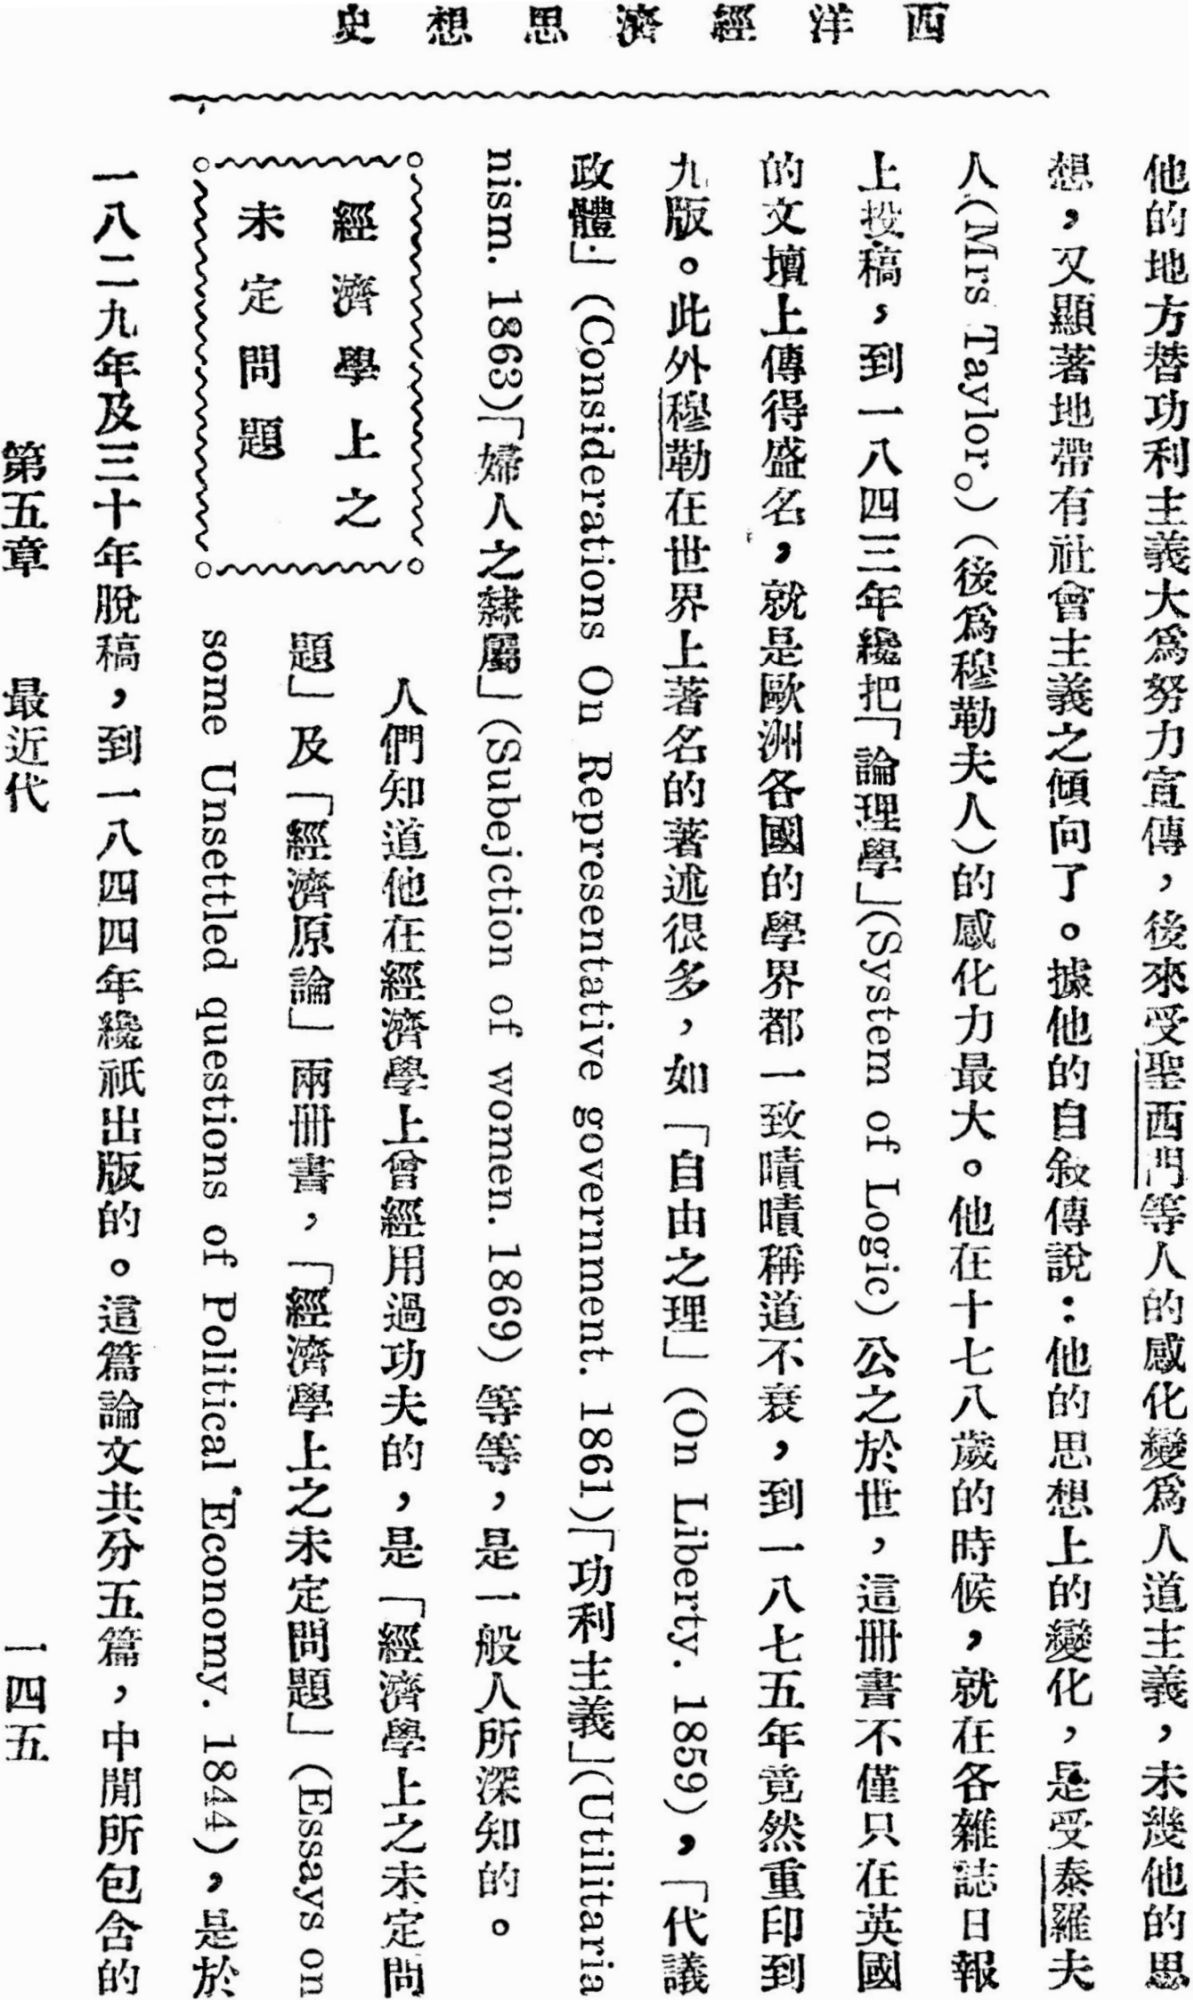 西洋經濟思想史
他的地方替功利主義大爲努力宣傳，後來受聖西門等人的感化變爲人道主義，未幾他的思
想，又顯著地帶有社會主義之傾向了。據他的自敍傳說：他的思想上的變化，是受泰羅夫
人(Mrs Taylor。)(後爲穆勒夫人)的感化力最大。他在十七八歲的時候，就在各雜誌日報
上投稿，到一八四三年纔把「論理學」(System of Logic)公之於世，這冊書不僅只在英國
的文壇上傳得盛名，就是歐洲各國的學界都一致嘖嘖稱道不衰，到一八七五年竟然重印到
九版。此外穆勒在世界上著名的著述很多，如「自由之理」(On Liberty. 1859)，「代議
政體」(Considerations On Representative government. 1861)「功利主義」(Utilitaria
nism. 1863)「婦人之隸屬」(Subejction of women. 1869)等等，是一般人所深知的。
經濟學上之
未定問題
人們知道他在經濟學上曾經用過功夫的，是「經濟學上之未定問
題」及「經濟原論」兩冊書，「經濟學上之未定問題」(Essays on
some Unsettled questions of Political Economy. 1844)，是於
一八二九年及三十年脫稿，到一八四四年纔祇出版的。這篇論文共分五篇，中間所包含的
第五章　最近代
一四五